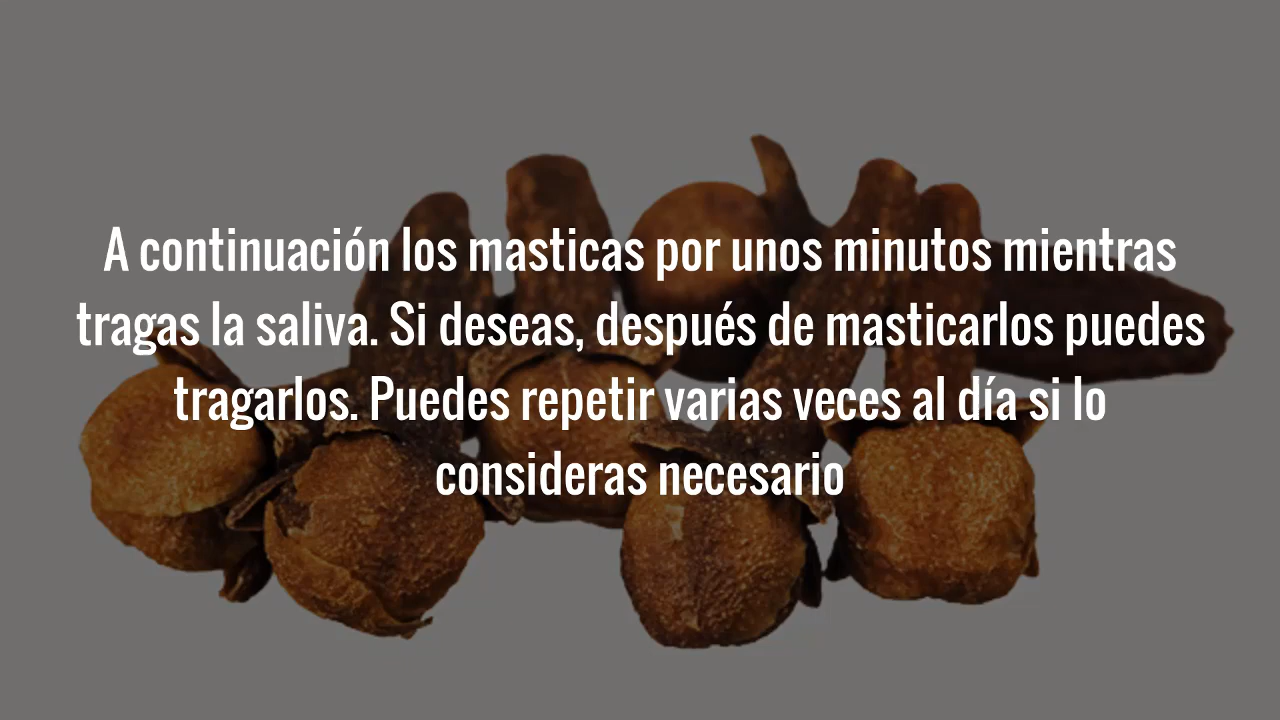 A continuación los masticas por unos minutos mientras
tragas la saliva. Si deseas, después de masticarlos puedes
tragarlos. Puedes repetir varias veces al día si lo
consideras necesario